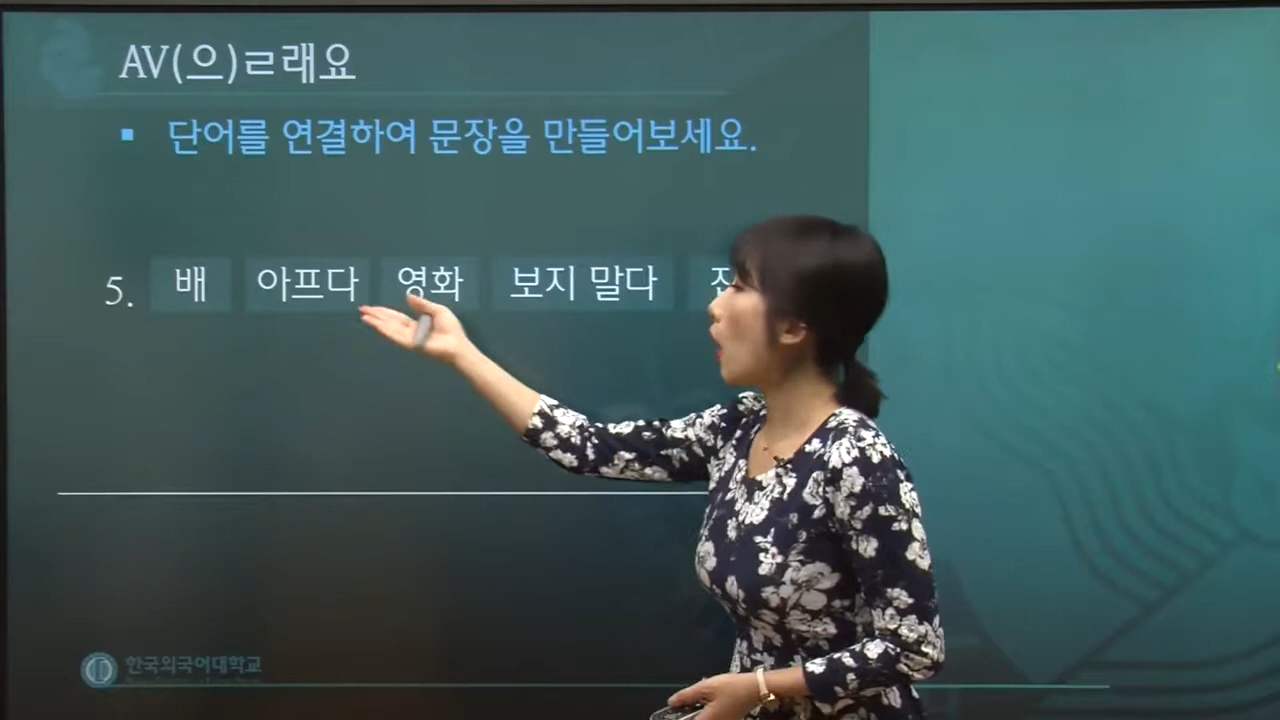 AV(으)ㄹ래요
▪ 단어를 연결하여 문장을 만들어보세요.
5. 배 아프다 영화 보지 말다
한국외국어대학교